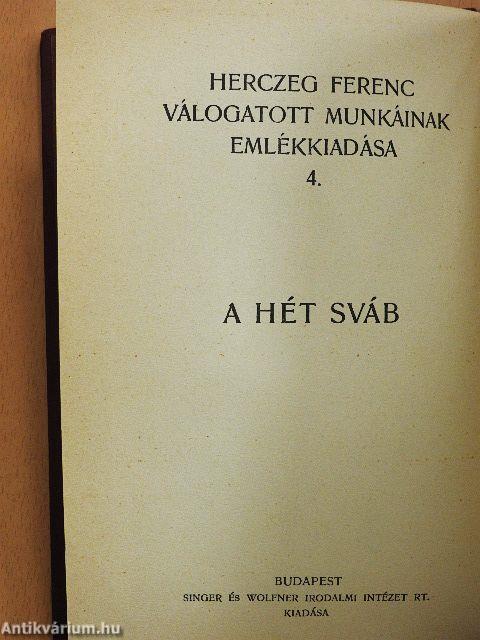 HERCZEG FERENC
VÁLOGATOTT MUNKÁINAK
EMLÉKKIADÁSA
4.
A HÉT SVÁB
BUDAPEST
SINGER ÉS WOLFNER IRODALMI INTÉZET RT.
KIADÁSA
Antikvárium.hu